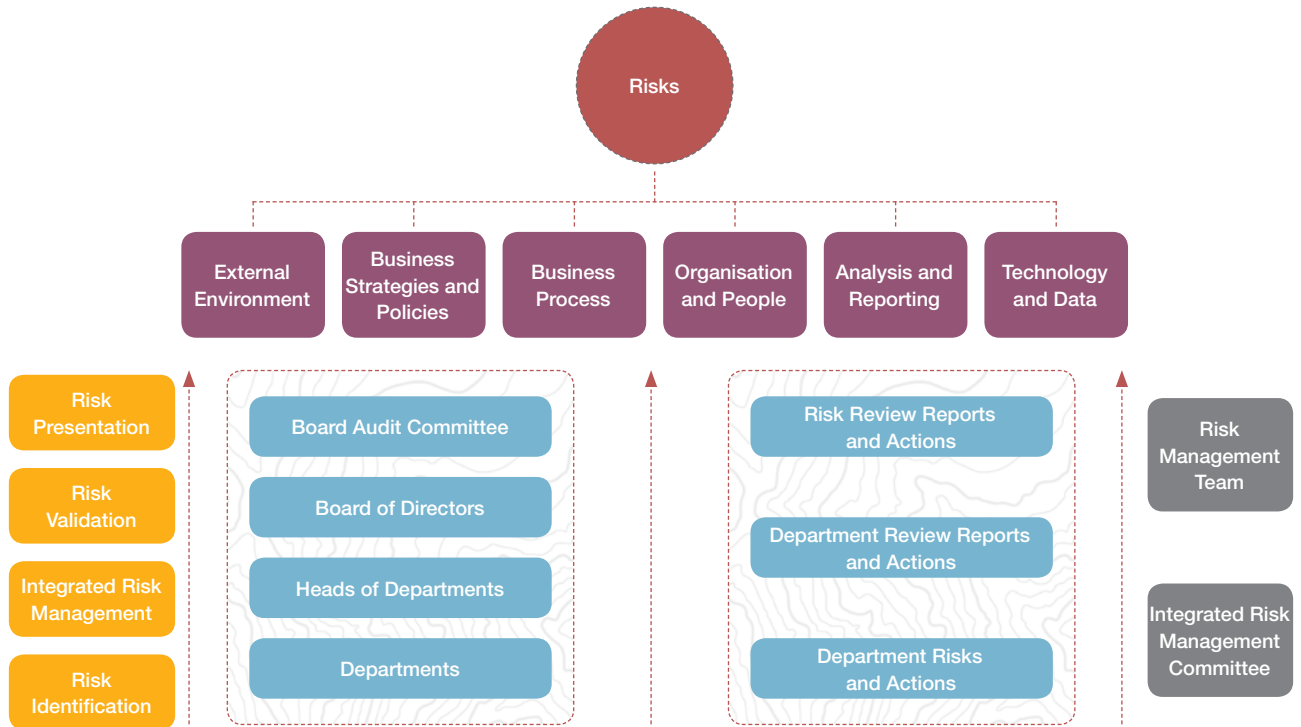 Risks
External
Environment
Business
Strategies and
Policies
Business
Process
Organisation
and People
Analysis and
Reporting
Technology
and Data
Risk
Presentation
Risk
Validation
Integrated Risk
Management
Risk
Identification
Board Audit Committee
Board of Directors
Heads of Departments
Departments
Risk Review Reports
and Actions
Department Review Reports
and Actions
Department Risks
and Actions
Risk
Management
Team
Integrated Risk
Management
Committee